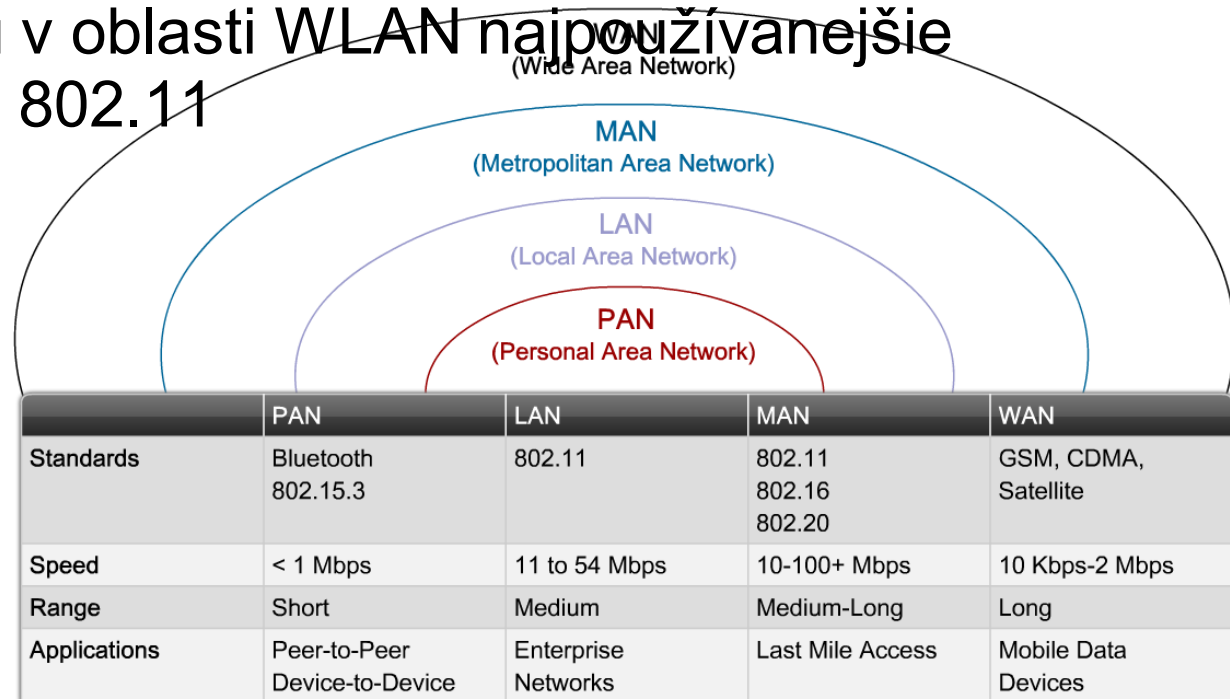 v oblasti WLAN najpoužívanejšie
802.11
WAN
(Wide Area Network)
MAN
(Metropolitan Area Network)
LAN
(Local Area Network)
PAN
(Personal Area Network)
PAN LAN MAN WAN
Standards Bluetooth 802.11 802.11 GSM, CDMA,
802.15.3 802.16 Satellite
802.20
Speed < 1 Mbps 11 to 54 Mbps 10-100+ Mbps 10 Kbps-2 Mbps
Range Short Medium Medium-Long Long
Applications Peer-to-Peer Enterprise Last Mile Access Mobile Data
Device-to-Device Networks Devices